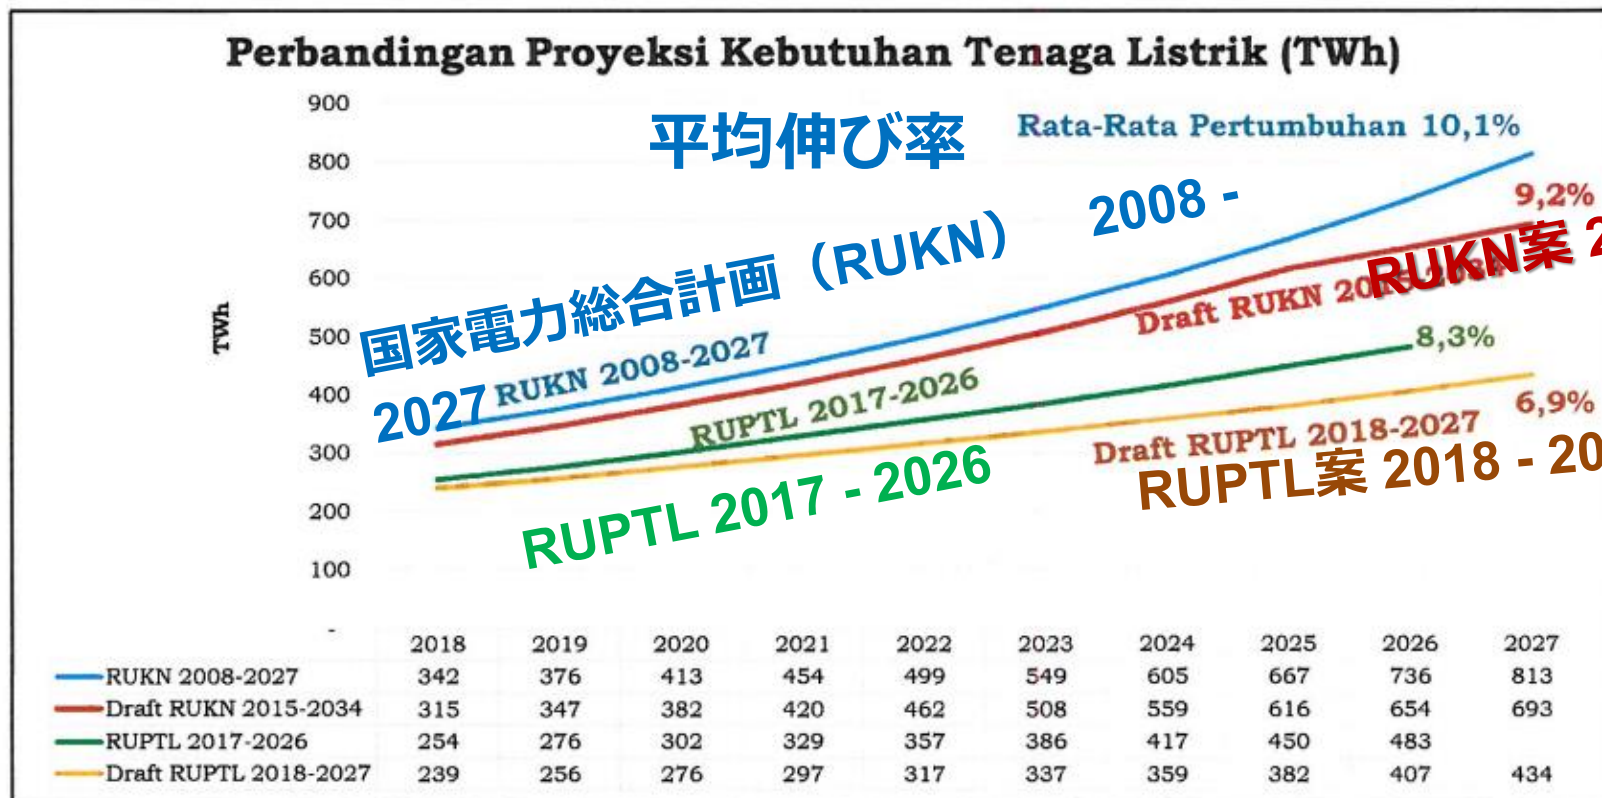 Perbandingan Proyeksi Kebutuhan Tenaga Listrik (TWh)
900
800
700
600
500
400
300
200
100
-
TWh
平均伸び率
Rata-Rata Pertumbuhan 10,1%
9,2%
国家電力総合計画（RUKN） 2008 -
2027
RUKN 2008-2027
RUKN案 2
Draft RUKN 2015-2034
8,3%
RUPTL 2017-2026
6,9%
Draft RUPTL 2018-2027
RUPTL 2017 - 2026
RUPTL案 2018 - 20
2018 2019 2020 2021 2022 2023 2024 2025 2026 2027
RUKN 2008-2027 342 376 413 454 499 549 605 667 736 813
Draft RUKN 2015-2034 315 347 382 420 462 508 559 616 654 693
RUPTL 2017-2026 254 276 302 329 357 386 417 450 483
Draft RUPTL 2018-2027 239 256 276 297 317 337 359 382 407 434